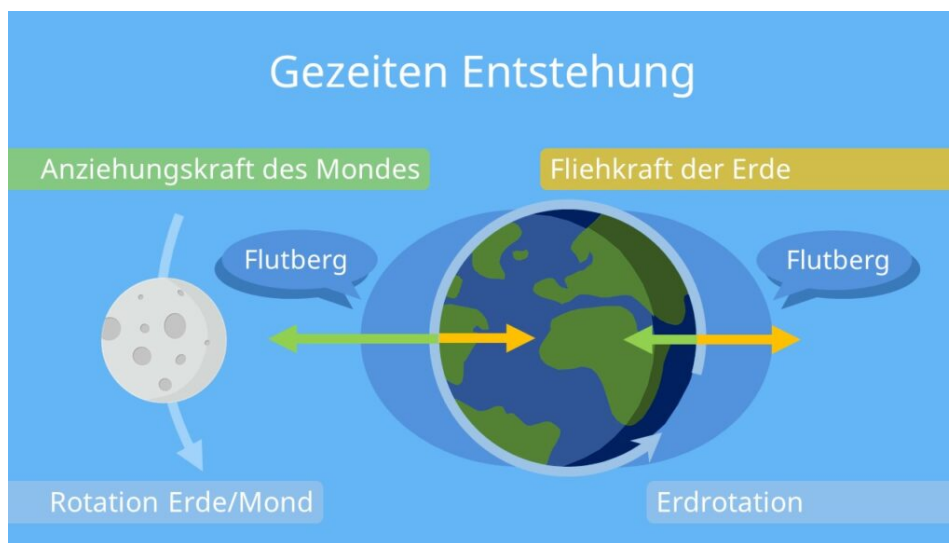 Gezeiten Entstehung
Anziehungskraft des Mondes
Fliehkraft der Erde
Flutberg
Flutberg
Rotation Erde/Mond
Erdrotation